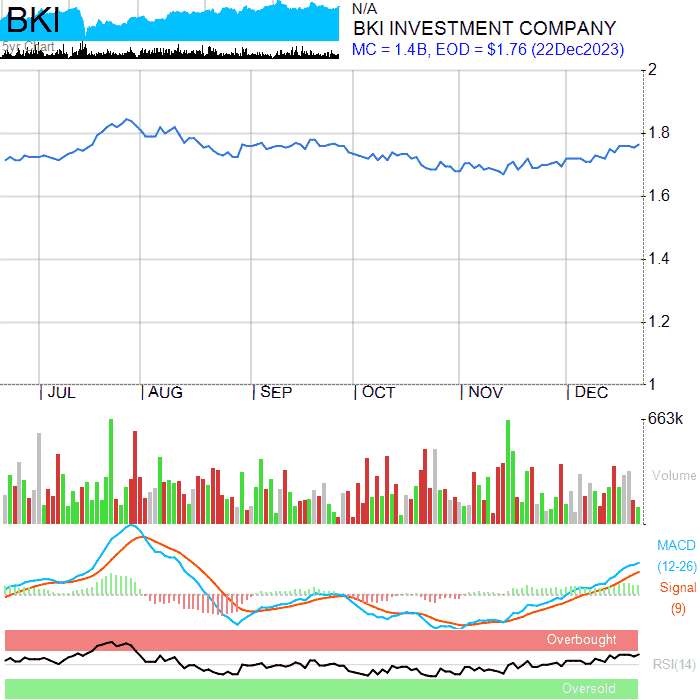 BKI
5yr Chart
N/A
BKI INVESTMENT COMPANY
MC = 1.4B, EOD = $1.76 (22Dec2023)
2
1.8
1.6
1.4
1.2
1
JUL AUG SEP OCT NOV DEC
663k
Volume
MACD
(12-26)
Signal
(9)
Overbought
RSI(14)
Oversold